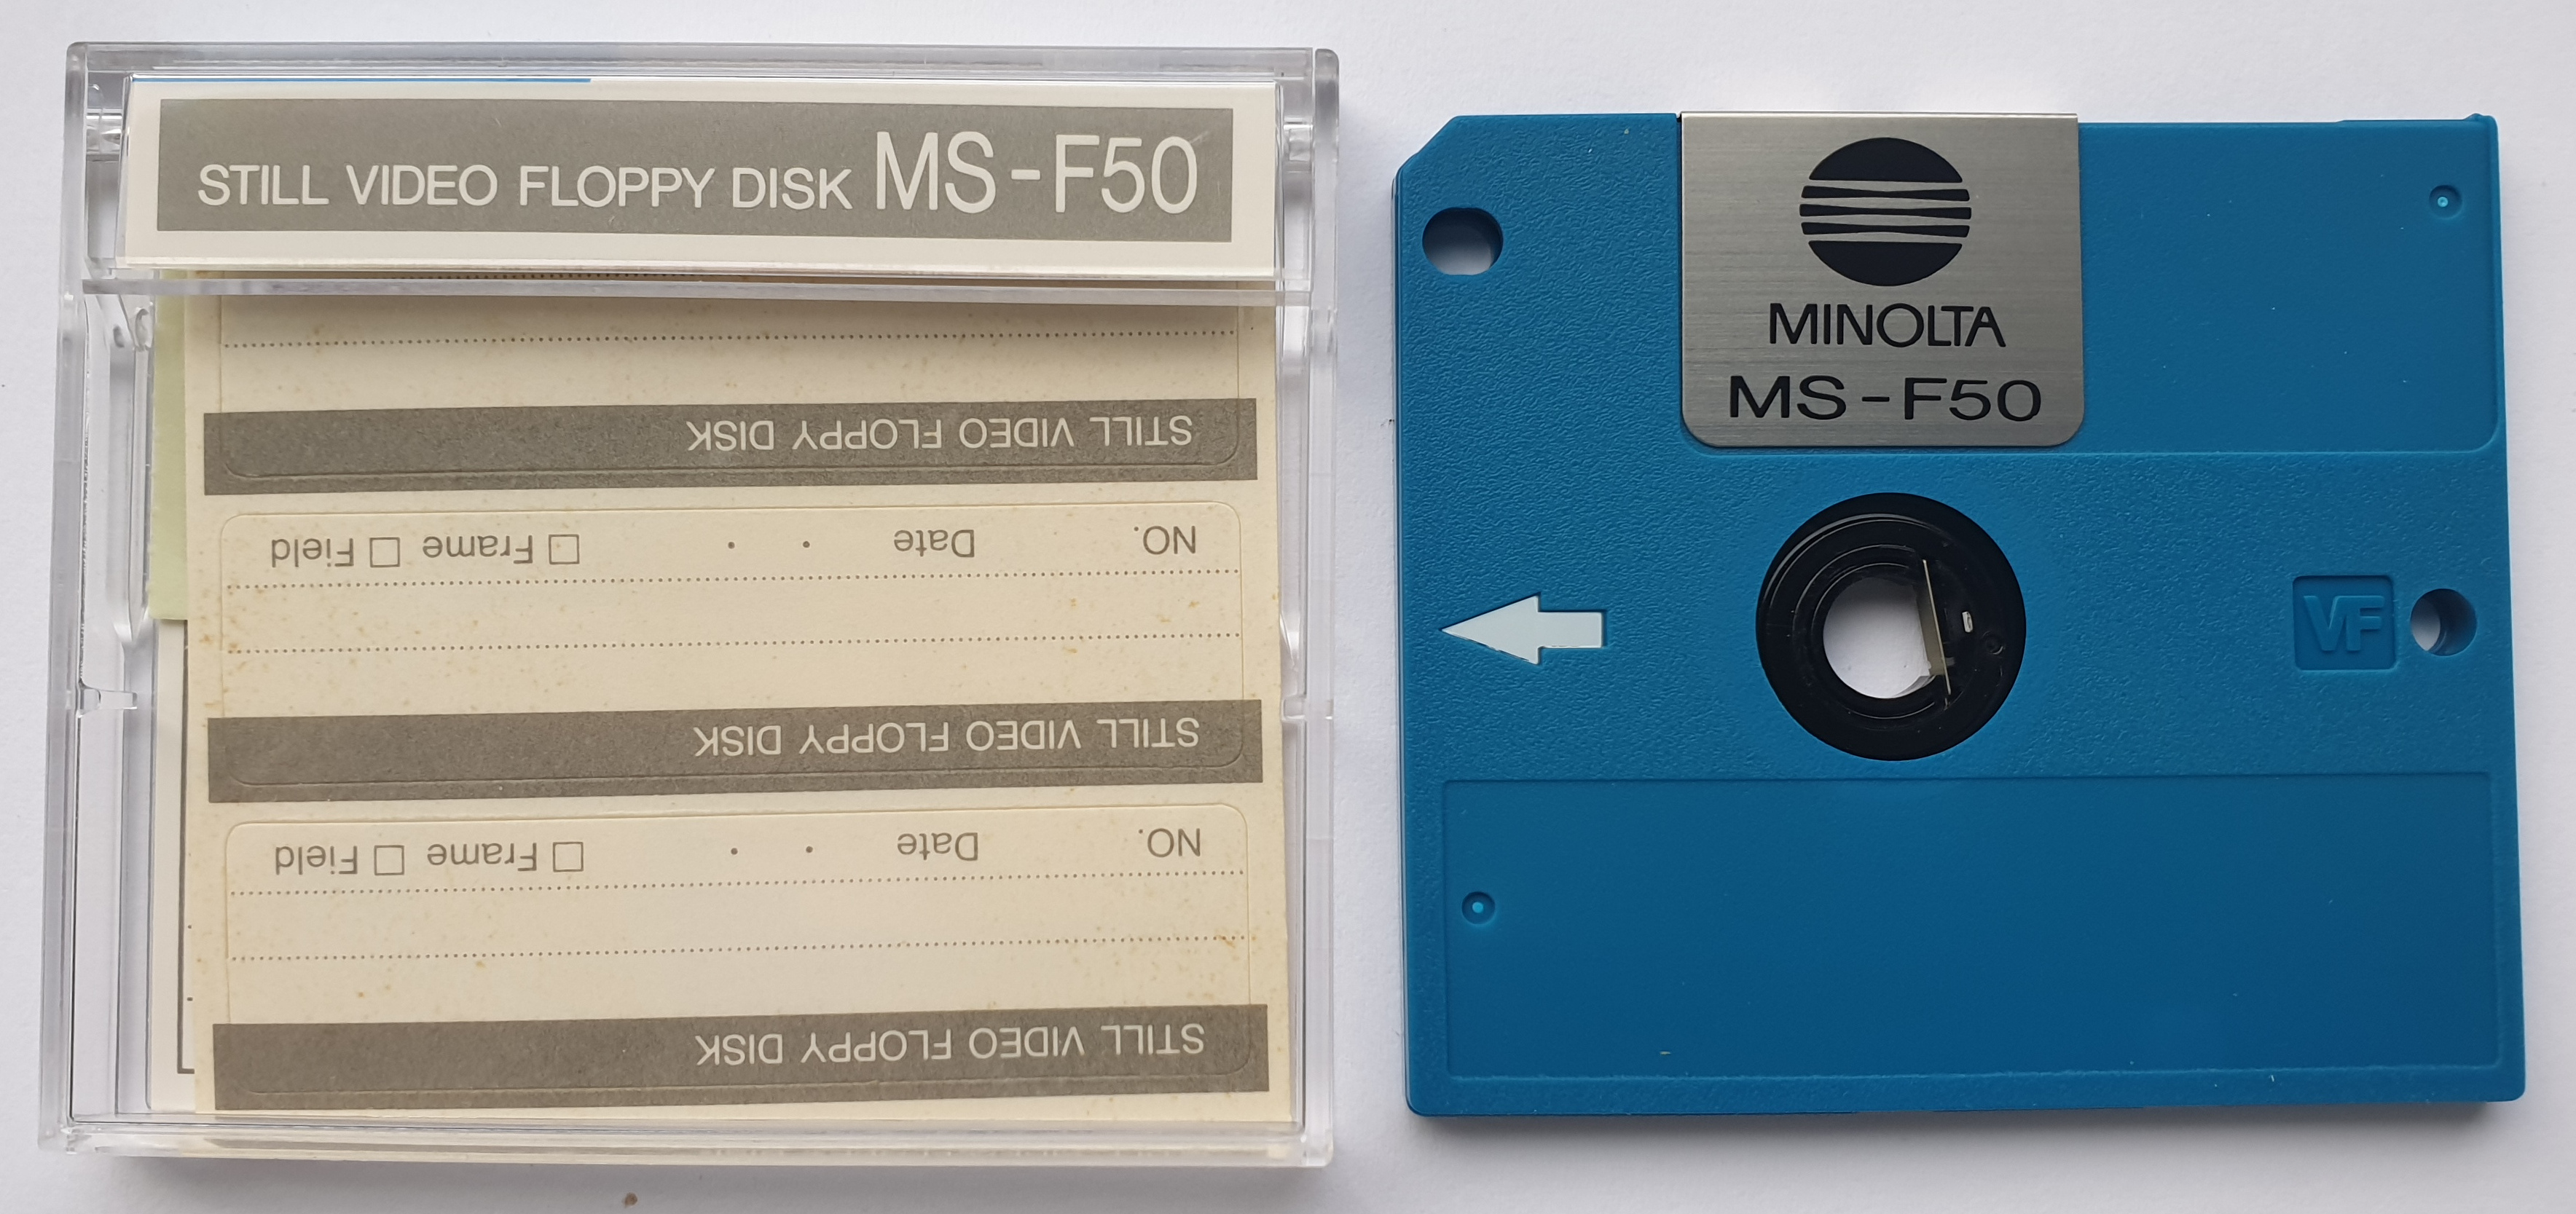 STILL VIDEO FLOPPY DISK MS-F50
STILL VIDEO FLOPPY DISK
NO. Date . . □ Frame □ Field
STILL VIDEO FLOPPY DISK
NO. Date . . □ Frame □ Field
STILL VIDEO FLOPPY DISK
MINOLTA
MS-F50
VF